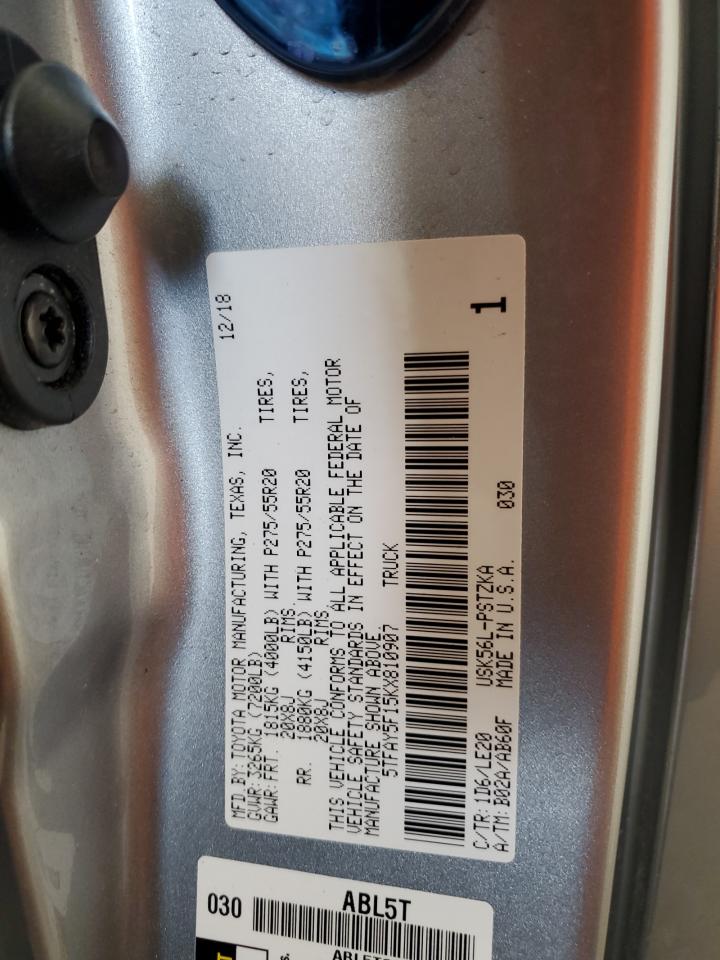 MFD.BY:TOYOTA MOTOR MANUFACTURING, TEXAS, INC. 12/18
GVWR:3265KG (7200LB)
GAWR:FRT. 1815KG (4000LB) WITH P275/55R20 TIRES,
20X8J RIMS.
RR. 1880KG (4150LB) WITH P275/55R20 TIRES,
20X8J RIMS.
THIS VEHICLE CONFORMS TO ALL APPLICABLE FEDERAL MOTOR
VEHICLE SAFETY STANDARDS IN EFFECT ON THE DATE OF
MANUFACTURE SHOWN ABOVE.
5TFAY5F15KX810907 TRUCK
C/TR:1D6/LE20 USK56L-PSTZKA 030 1
A/TM:B02A/AB60F MADE IN U.S.A.
030 ABL5T